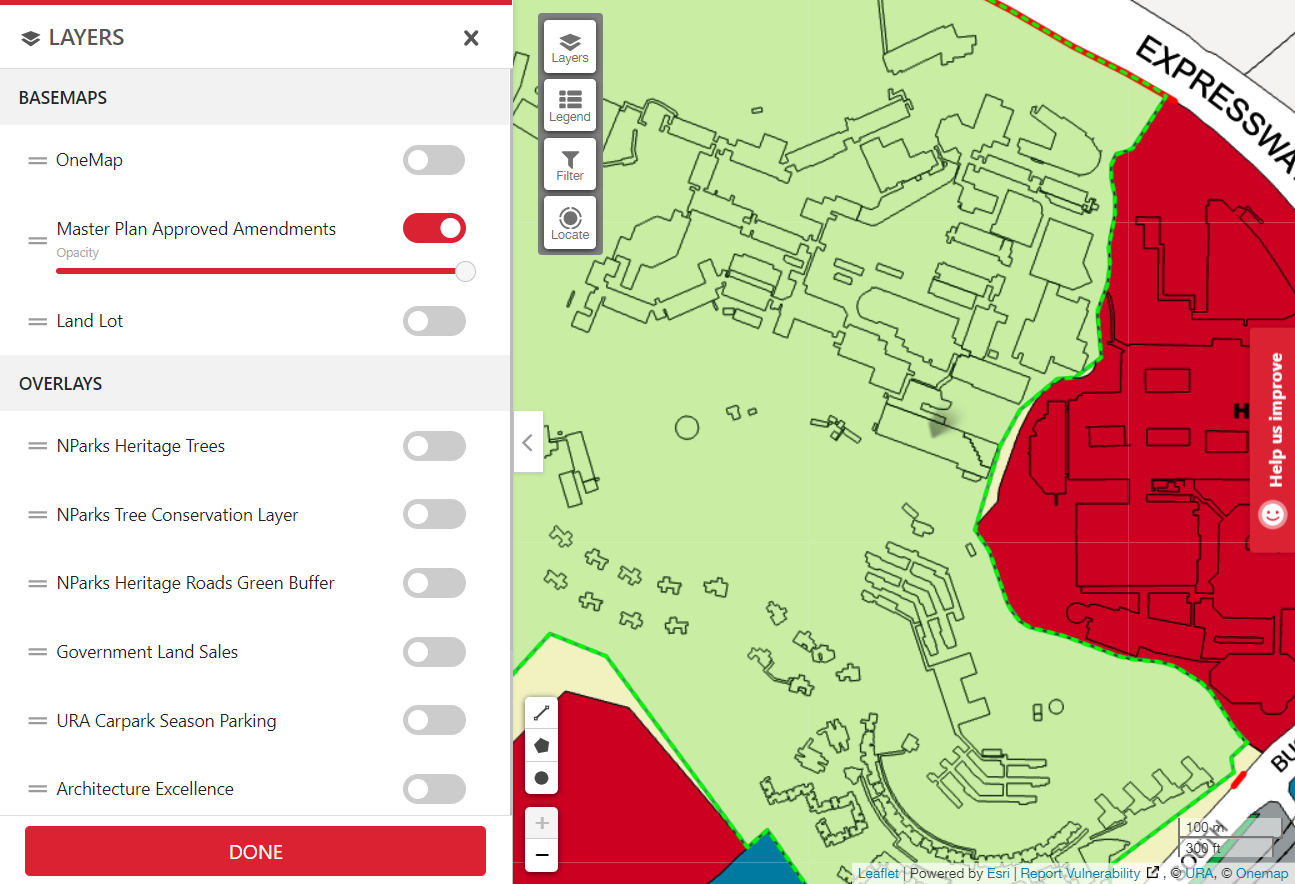 LAYERS
BASEMAPS
OneMap
Master Plan Approved Amendments
Opacity
Land Lot
OVERLAYS
NParks Heritage Trees
NParks Tree Conservation Layer
NParks Heritage Roads Green Buffer
Government Land Sales
URA Carpark Season Parking
Architecture Excellence
DONE
Layers
Legend
Filter
Locate
EXPRESSWA
H
Help us improve
BU
100 m
300 ft
Leaflet | Powered by Esri | Report Vulnerability , © URA, © Onemap